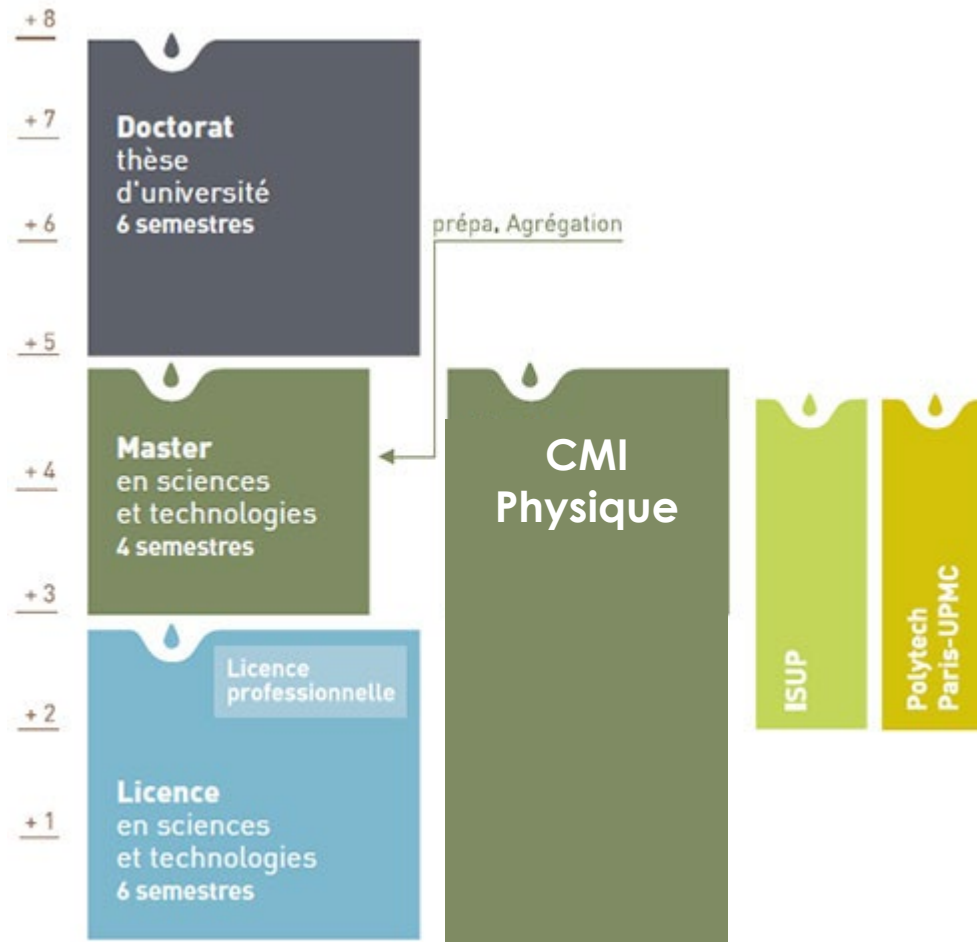 + 8
+ 7
Doctorat
thèse
d'université
6 semestres
+ 6
prépa, Agrégation
+ 5
Master
en sciences
et technologies
4 semestres
+ 4
CMI
Physique
+ 3
ISUP
Polytech
Paris-UPMC
Licence
professionnelle
+ 2
Licence
en sciences
et technologies
6 semestres
+ 1